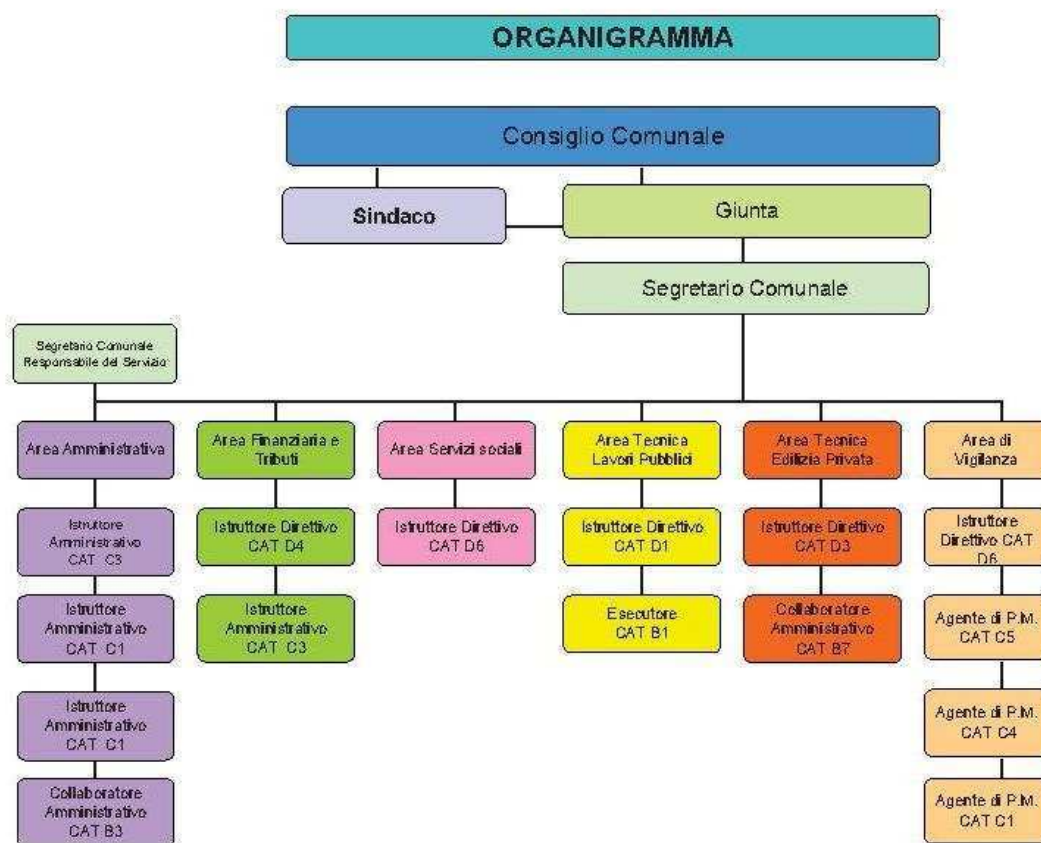 ORGANIGRAMMA
Consiglio Comunale
Sindaco
Giunta
Segretario Comunale
Segretario Comunale
Responsabile del Servizio
Area Amministrativa
Area Finanziaria e
Tributi
Area Servizi sociali
Area Tecnica
Lavori Pubblici
Area Tecnica
Edilizia Privata
Area di
Vigilanza
Istruttore
Amministrativo
CAT C3
Istruttore Direttivo
CAT D4
Istruttore Direttivo
CAT D6
Istruttore Direttivo
CAT D1
Istruttore Direttivo
CAT D3
Istruttore
Direttivo CAT
D6
Istruttore
Amministrativo
CAT C1
Istruttore
Amministrativo
CAT C3
Esecutore
CAT B1
Collaboratore
Amministrativo
CAT B7
Agente di P.M.
CAT C5
Istruttore
Amministrativo
CAT C1
Agente di P.M.
CAT C4
Collaboratore
Amministrativo
CAT B3
Agente di P.M.
CAT C1